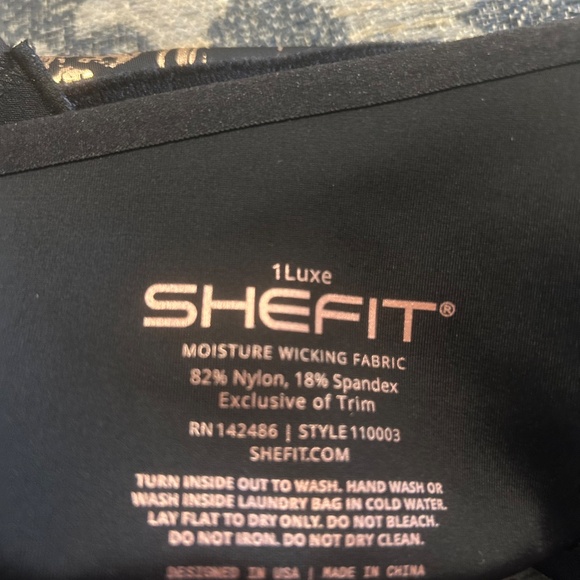 1Luxe
SHEFIT®
MOISTURE WICKING FABRIC
82% Nylon, 18% Spandex
Exclusive of Trim
RN 142486 | STYLE 110003
SHEFIT.COM
TURN INSIDE OUT TO WASH. HAND WASH OR
WASH INSIDE LAUNDRY BAG IN COLD WATER.
LAY FLAT TO DRY ONLY. DO NOT BLEACH.
DO NOT IRON. DO NOT DRY CLEAN.
DESIGNED IN USA | MADE IN CHINA